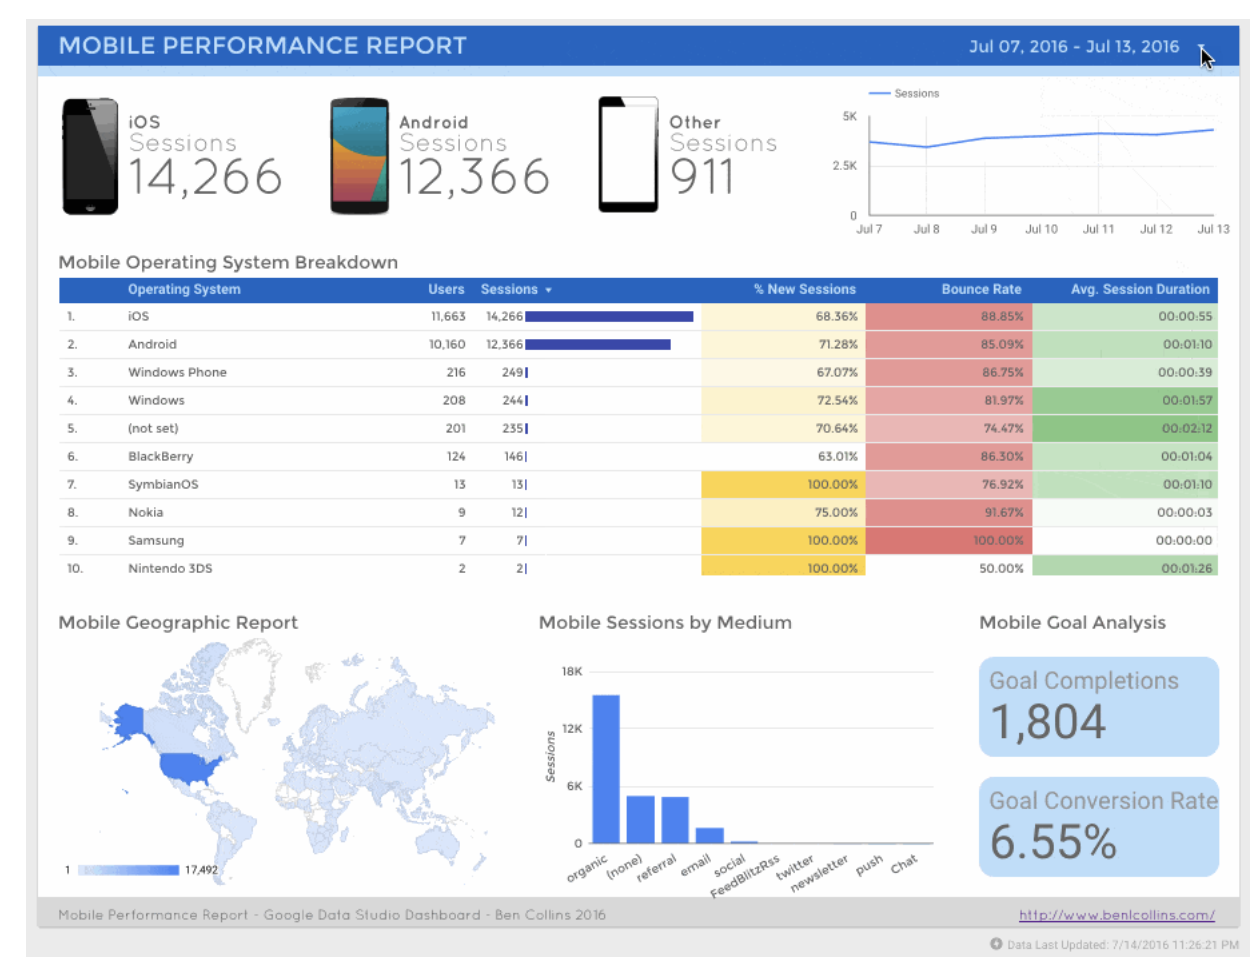 MOBILE PERFORMANCE REPORT
Jul 07, 2016 - Jul 13, 2016
iOS
Sessions
14,266
Android
Sessions
12,366
Other
Sessions
911
Sessions
5K
2.5K
0
Jul 7 Jul 8 Jul 9 Jul 10 Jul 11 Jul 12 Jul 13
Mobile Operating System Breakdown
Operating System Users Sessions % New Sessions Bounce Rate Avg. Session Duration
1. iOS 11,663 14,266 68.36% 88.85% 00:00:55
2. Android 10,160 12,366 71.28% 85.09% 00:01:10
3. Windows Phone 216 249 67.07% 86.75% 00:00:39
4. Windows 208 244 72.54% 81.97% 00:01:57
5. (not set) 201 235 70.64% 74.47% 00:02:12
6. BlackBerry 124 146 63.01% 86.30% 00:01:04
7. SymbianOS 13 13 100.00% 76.92% 00:01:10
8. Nokia 9 12 75.00% 91.67% 00:00:03
9. Samsung 7 7 100.00% 100.00% 00:00:00
10. Nintendo 3DS 2 2 100.00% 50.00% 00:01:26
Mobile Geographic Report
1 17,492
Mobile Sessions by Medium
18K
12K
6K
0
Sessions
organic (none) referral email social FeedBlitzRss twitter newsletter push Chat
Mobile Goal Analysis
Goal Completions
1,804
Goal Conversion Rate
6.55%
Mobile Performance Report - Google Data Studio Dashboard - Ben Collins 2016
http://www.benlcollins.com/
Data Last Updated: 7/14/2016 11:26:21 PM